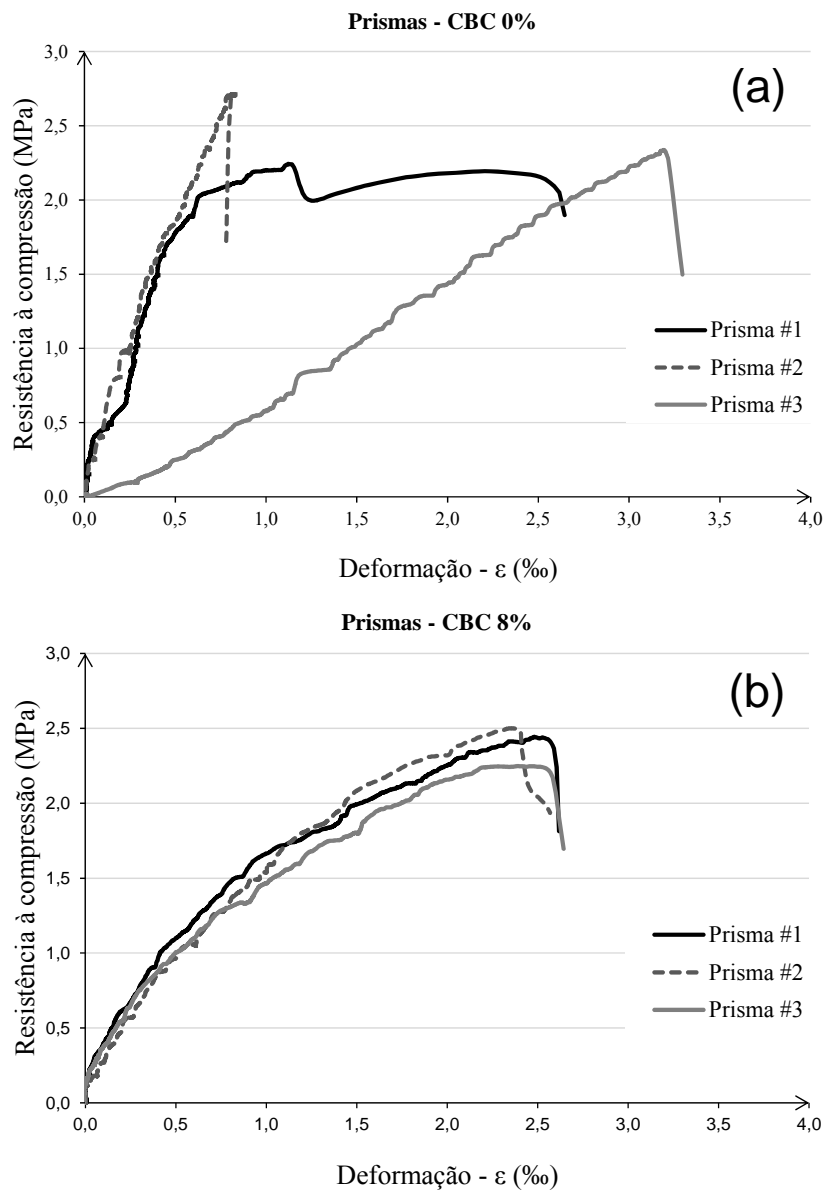 Prismas - CBC 0%
(a)
Resistência à compressão (MPa)
3,0
2,5
2,0
1,5
1,0
0,5
0,0
Prisma #1
Prisma #2
Prisma #3
0,0 0,5 1,0 1,5 2,0 2,5 3,0 3,5 4,0
Deformação - ε (‰)
Prismas - CBC 8%
(b)
Resistência à compressão (MPa)
3,0
2,5
2,0
1,5
1,0
0,5
0,0
Prisma #1
Prisma #2
Prisma #3
0,0 0,5 1,0 1,5 2,0 2,5 3,0 3,5 4,0
Deformação - ε (‰)